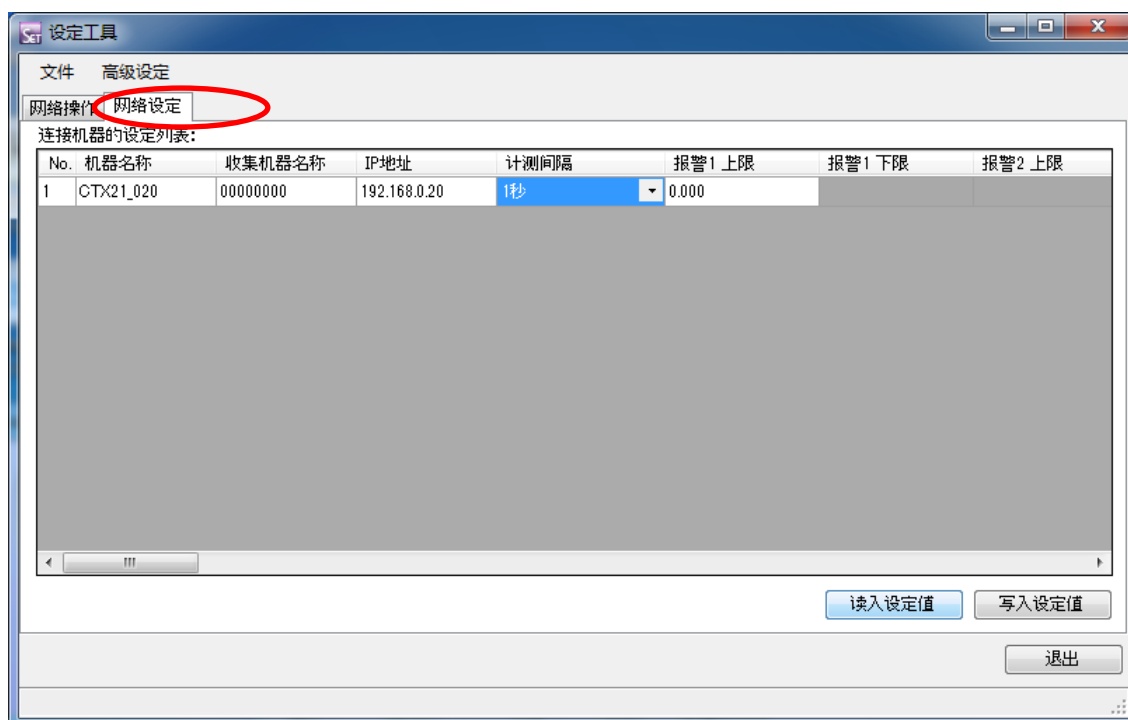 SET 设定工具
文件 高级设定
网络操作 网络设定
连接机器的设定列表:
No. 机器名称 收集机器名称 IP地址 计测间隔 报警1 上限 报警1 下限 报警2 上限
1 CTX21_020 00000000 192.168.0.20 1秒 0.000
读入设定值 写入设定值
退出